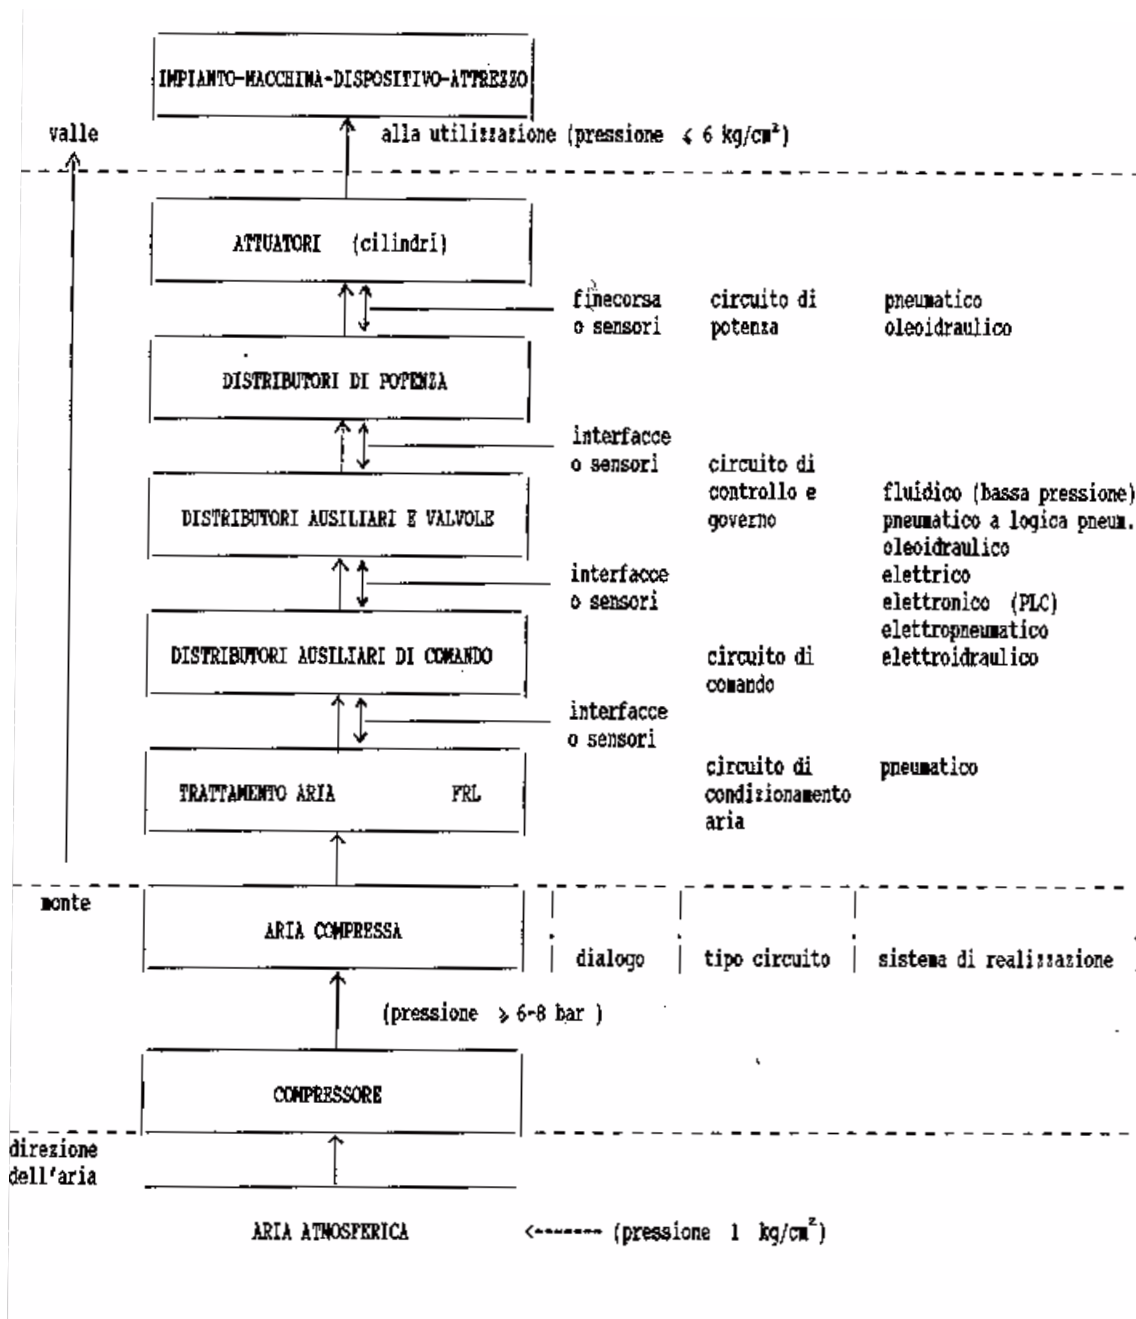 IMPIANTO-MACCHINA-DISPOSITIVO-ATTREZZO
valle
alla utilizzazione (pressione ⩽ 6 kg/cm²)
ATTUATORI (cilindri)
finecorsa
o sensori
circuito di
potenza
pneumatico
oleoidraulico
DISTRIBUTORI DI POTENZA
interfacce
o sensori
circuito di
controllo e
governo
DISTRIBUTORI AUSILIARI E VALVOLE
fluidico (bassa pressione)
pneumatico a logica pneum.
oleoidraulico
elettrico
elettronico (PLC)
elettropneumatico
elettroidraulico
interfacce
o sensori
DISTRIBUTORI AUSILIARI DI COMANDO
circuito di
comando
interfacce
o sensori
TRATTAMENTO ARIA FRL
circuito di
condizionamento
aria
pneumatico
monte
ARIA COMPRESSA
dialogo
tipo circuito
sistema di realizzazione
(pressione ⩾ 6-8 bar )
COMPRESSORE
direzione
dell'aria
ARIA ATMOSFERICA
<------- (pressione 1 kg/cm²)